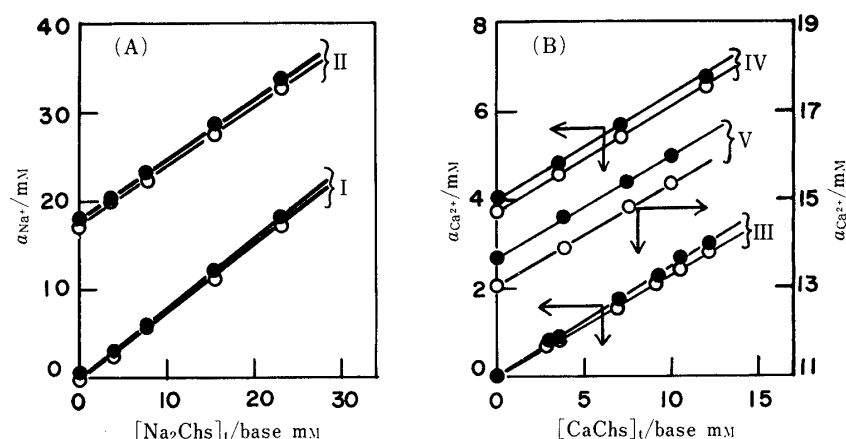 (A)
40
30
20
10
0
a_Na+/mM
II
I
0 10 20 30
[Na2Chs]t/base mM
(B)
8
6
4
2
0
a_Ca2+/mM
IV
V
III
19
17
15
13
11
a_Ca2+/mM
0 5 10 15
[CaChs]t/base mM